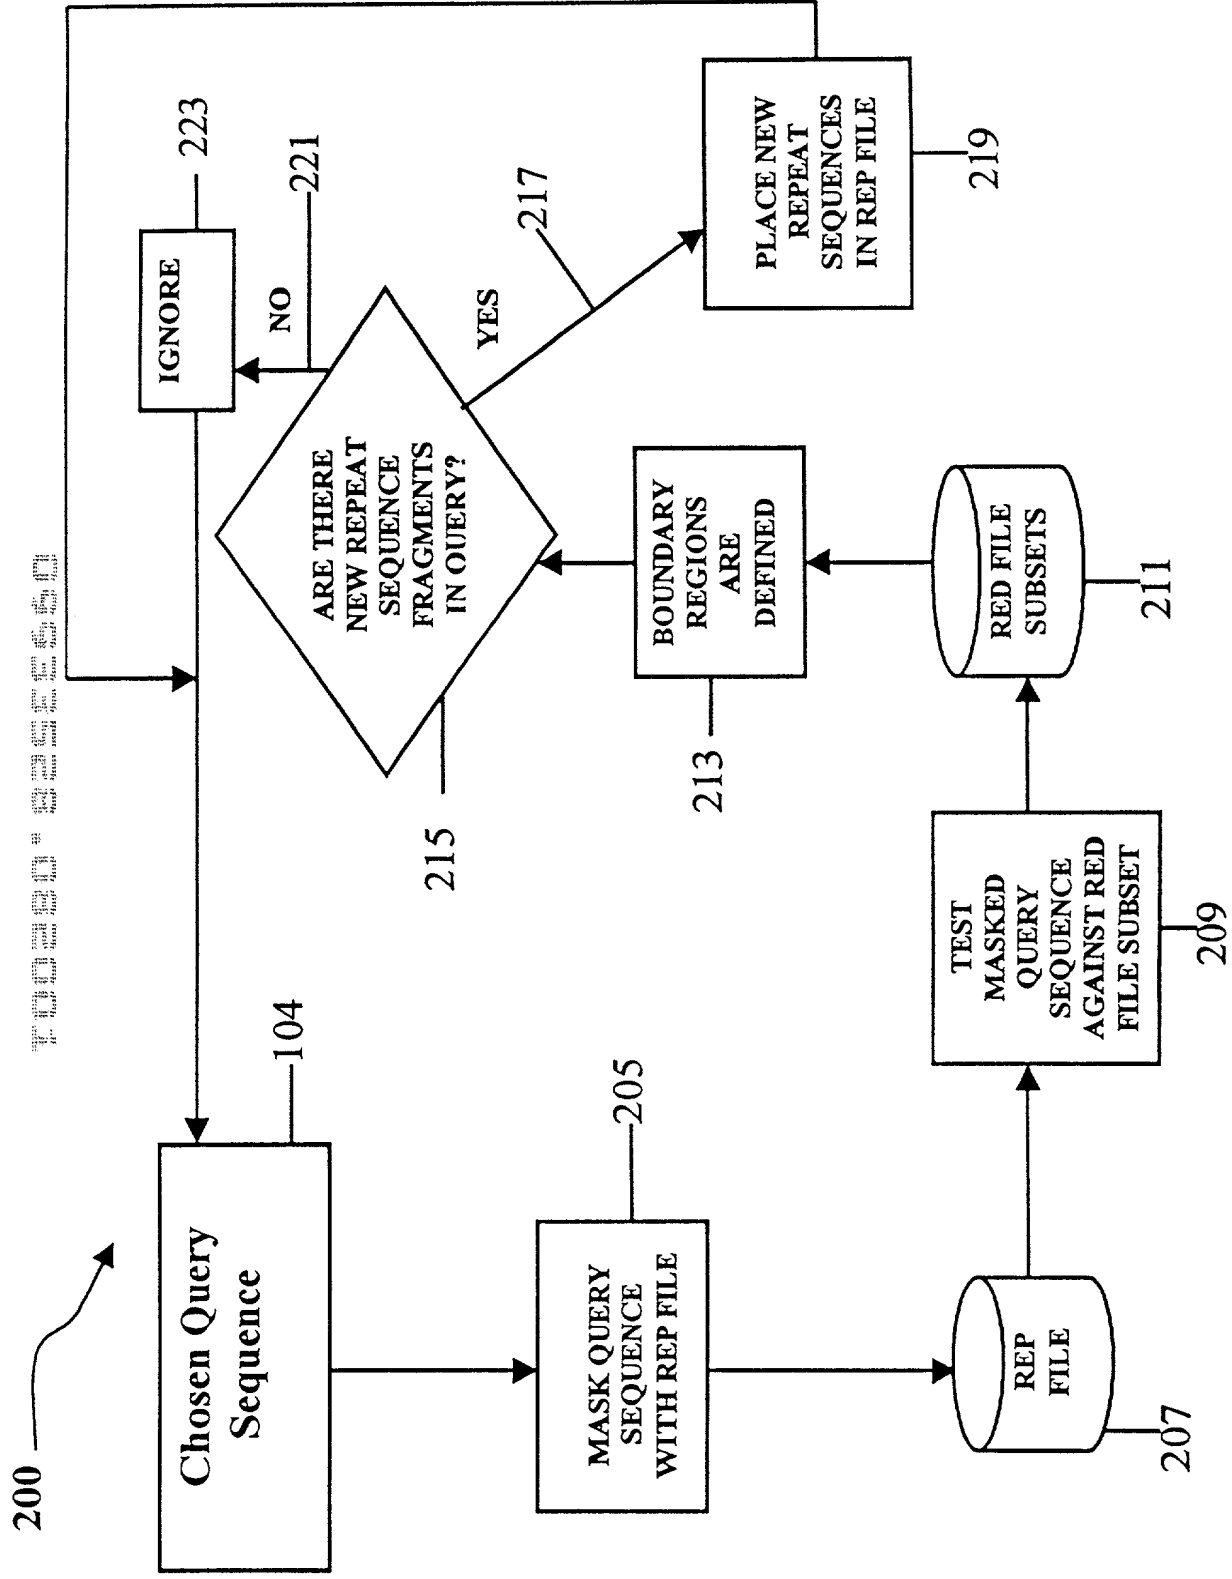 200
Chosen Query
Sequence
104
MASK QUERY
SEQUENCE
WITH REP FILE
205
REP
FILE
207
TEST
MASKED
QUERY
SEQUENCE
AGAINST RED
FILE SUBSET
209
RED FILE
SUBSETS
211
BOUNDARY
REGIONS
ARE
DEFINED
213
ARE THERE
NEW REPEAT
SEQUENCE
FRAGMENTS
IN QUERY?
215
YES
217
PLACE NEW
REPEAT
SEQUENCES
IN REP FILE
219
NO
221
IGNORE
223